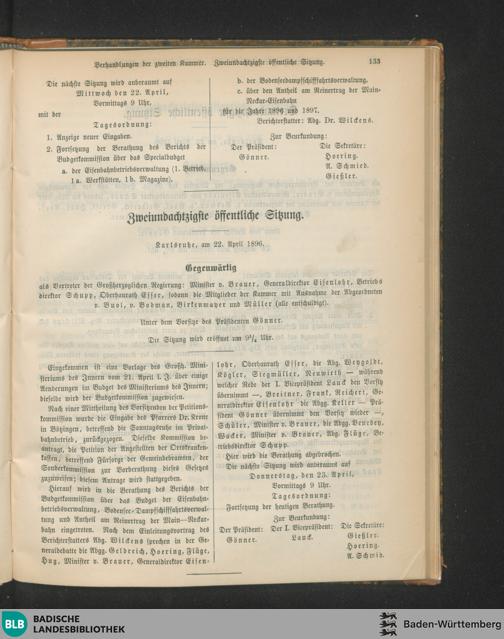 Verhandlungen der zweiten Kammer. Zweiundachtzigste öffentliche Sitzung. 133
Die nächste Sitzung wird anberaumt auf
Mittwoch den 22. April,
Vormittags 9 Uhr,
mit der
Tagesordnung:
1. Anzeige neuer Eingaben.
2. Fortsetzung der Berathung des Berichts der
Budgetkommission über das Spezialbudget
a. der Eisenbahnbetriebsverwaltung (1. Betrieb,
1 a. Werkstätten, 1 b. Magazine).
b. der Bodenseedampfschifffahrtsverwaltung,
c. über den Antheil am Reinertrag der Main-
Neckar-Eisenbahn
für die Jahre 1896 und 1897.
Berichterstatter: Abg. Dr. Wilckens.
Zur Beurkundung:
Der Präsident: Die Sekretäre:
Gönner. Hoering.
A. Schmid.
Gießler.
Zweiundachtzigste öffentliche Sitzung.
Karlsruhe, am 22. April 1896.
Gegenwärtig
als Vertreter der Großherzoglichen Regierung: Minister v. Brauer, Generaldirektor Eisenlohr, Betriebs
direktor Schupp, Oberbaurath Esser, sodann die Mitglieder der Kammer mit Ausnahme der Abgeordneten
v. Buol, v. Bodman, Birkenmayer und Müller (alle entschuldigt).
Unter dem Vorsitze des Präsidenten Gönner.
Die Sitzung wird eröffnet um 9¼ Uhr.
Eingekommen ist eine Vorlage des Großh. Mini-
steriums des Innern vom 21. April l. J. über einige
Aenderungen im Budget des Ministeriums des Innern;
dieselbe wird der Budgetkommission zugewiesen.
Nach einer Mittheilung des Vorsitzenden der Petitions-
kommission wurde die Eingabe des Pfarrers Dr. Krone
in Bötzingen, betreffend die Sonntagsruhe im Privat-
bahnbetrieb, zurückgezogen. Dieselbe Kommission be-
antragt, die Petition der Angestellten der Ortskranken-
kassen, betreffend Fürsorge der Gemeindebeamten, der
Sonderkommission zur Vorberathung dieses Gesetzes
zuzuweisen; diesem Antrage wird stattgegeben.
Hierauf wird in die Berathung des Berichts der
Budgetkommission über das Budget der Eisenbahn-
betriebsverwaltung, Bodensee-Dampfschifffahrtsverwal-
tung und Antheil am Reinertrag der Main-Neckar-
bahn eingetreten. Nach dem Einleitungsvortrag des
Berichterstatters Abg. Wilckens sprechen in der Ge-
neraldebatte die Abgg. Geldreich, Hoering, Flüge,
Hug, Minister v. Brauer, Generaldirektor Eisen-
lohr, Oberbaurath Esser, die Abg. Weygoldt,
Kögler, Siegmüller, Neuwirth — während
welcher Rede der I. Vicepräsident Lauck den Vorsitz
übernimmt —, Breitner, Frank, Reichert, Ge-
neraldirektor Eisenlohr die Abgg. Keller — Prä-
sident Gönner übernimmt den Vorsitz wieder —,
Schüler, Minister v. Brauer, die Abgg. Benedey,
Wacker, Minister v. Brauer, Abg. Flüge, Be-
triebsdirektor Schupp.
Hier wird die Berathung abgebrochen.
Die nächste Sitzung wird anberaumt auf
Donnerstag, den 23. April,
Vormittags 9 Uhr.
Tagesordnung:
Fortsetzung der heutigen Berathung.
Zur Beurkundung:
Der Präsident: Der I. Vicepräsident: Die Sekretäre:
Gönner. Lauck. Gießler.
Hoering.
A. Schmid.
BLB BADISCHE
LANDESBIBLIOTHEK
Baden-Württemberg